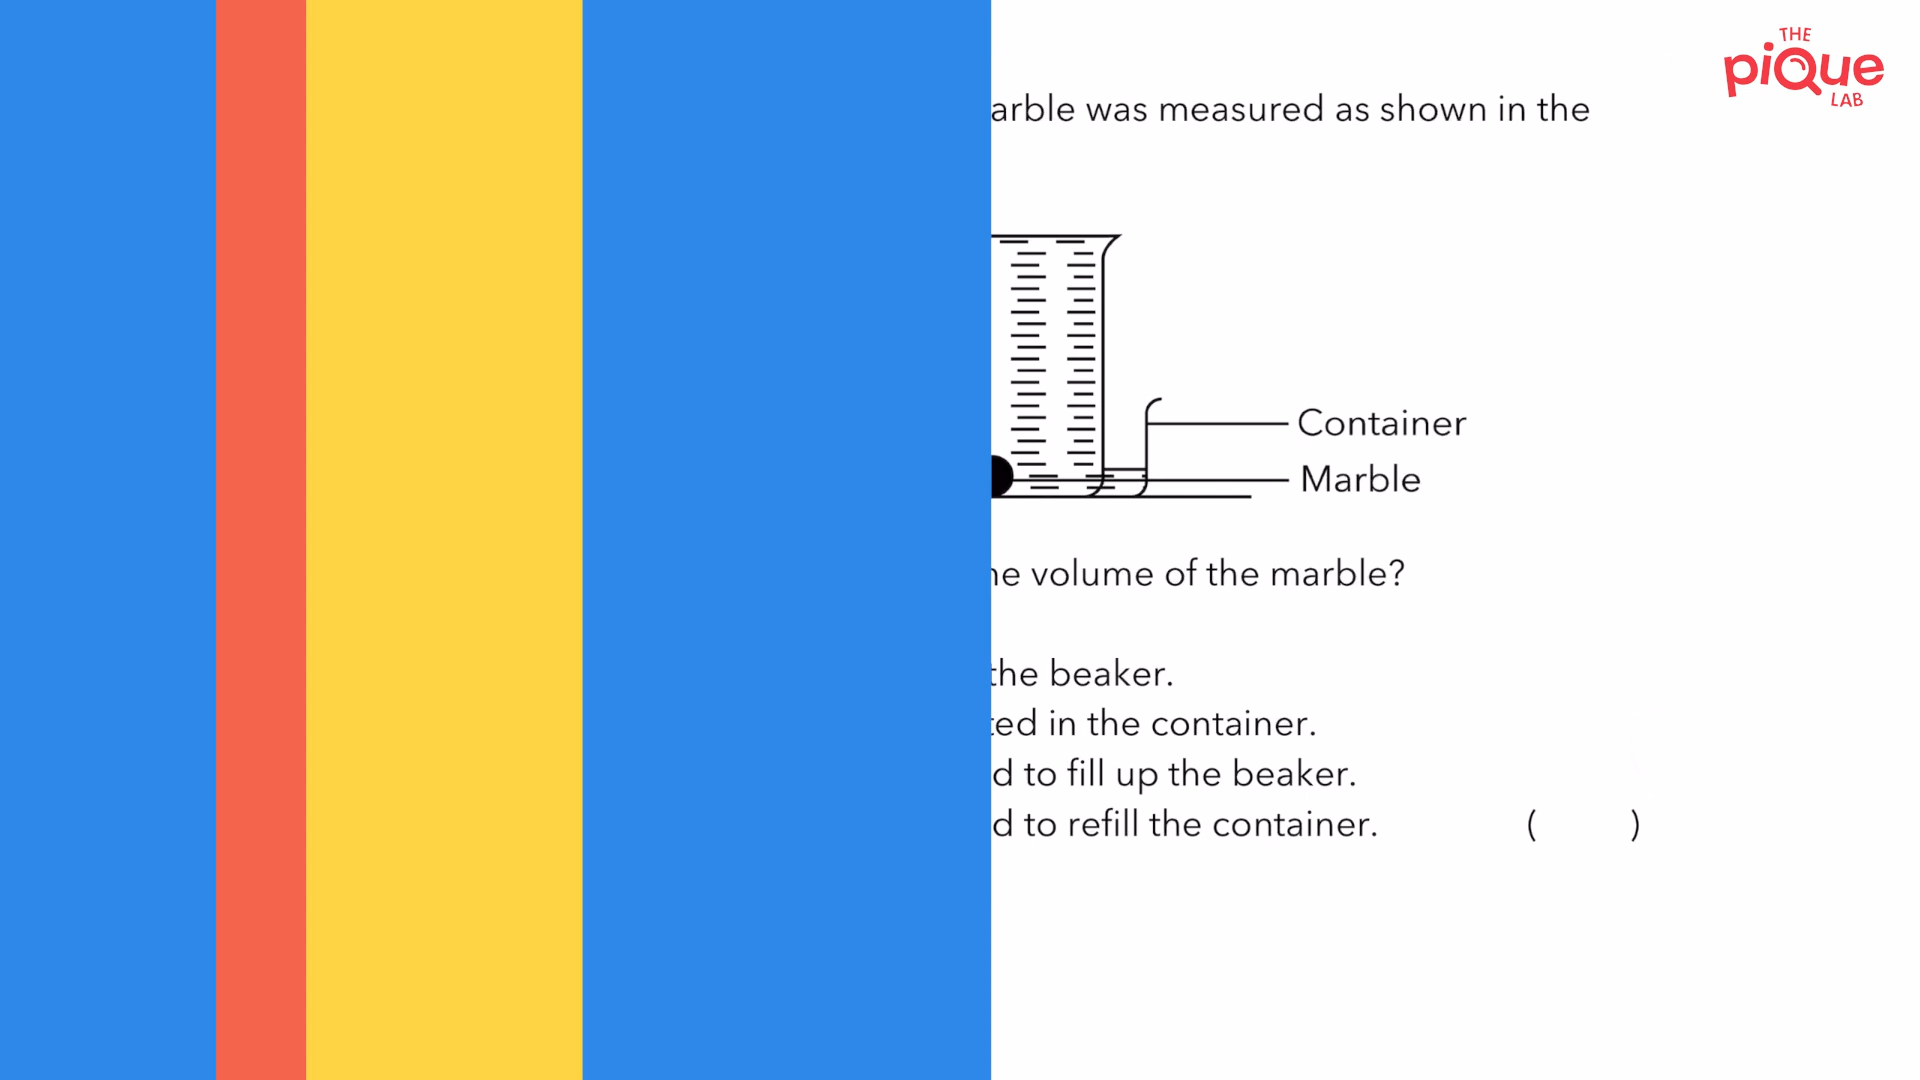 THE
piQue
LAB
arble was measured as shown in the
Container
Marble
he volume of the marble?
the beaker.
ted in the container.
d to fill up the beaker.
d to refill the container. ( )